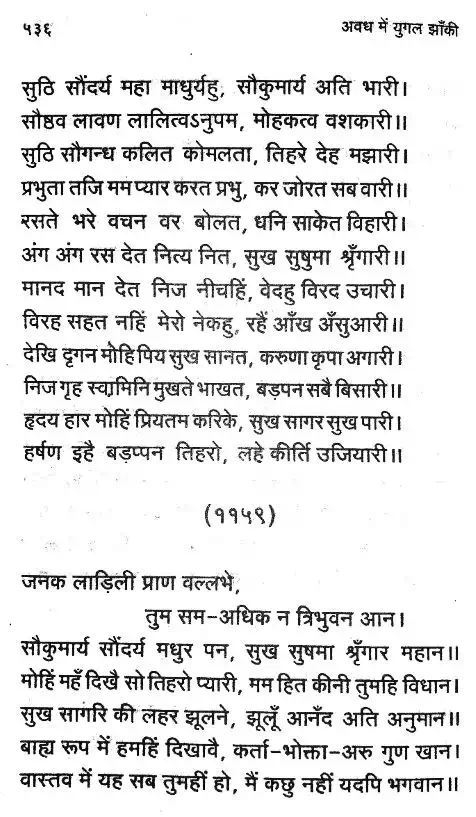 ५३६ अवध में युगल झाँकी
सुठि सौंदर्य महा माधुर्यहु, सौकुमार्य अति भारी।
सौष्ठव लावण लालित्वऽनुपम, मोहकत्व वशकारी॥
सुठि सौगन्ध कलित कोमलता, तिहरे देह मझारी।
प्रभुता तजि मम प्यार करत प्रभु, कर जोरत सब वारी॥
रसते भरे वचन वर बोलत, धनि साकेत विहारी।
अंग अंग रस देत नित्य नित, सुख सुषुमा श्रृँगारी॥
मानद मान देत निज नीचहिं, वेदहु विरद उचारी।
विरह सहत नहिं मेरो नेकहु, रहैं आँख अँसुआरी॥
देखि दृगन मोहि पिय सुख सानत, करुणा कृपा अगारी।
निज गृह स्वामिनि मुखते भाखत, बड़पन सबै बिसारी॥
हृदय हार मोहिं प्रियतम करिके, सुख सागर सुख पारी।
हर्षण इहै बड़प्पन तिहरो, लहे कीर्ति उजियारी॥
(११५९)
जनक लाड़िली प्राण वल्लभे,
तुम सम-अधिक न त्रिभुवन आन।
सौकुमार्य सौंदर्य मधुर पन, सुख सुषमा श्रृँगार महान॥
मोहिं महँ दिखै सो तिहरो प्यारी, मम हित कीनी तुमहि विधान।
सुख सागरि की लहर झूलने, झूलूँ आनँद अति अनुमान॥
बाह्य रूप में हमहिं दिखावै, कर्ता-भोक्ता-अरु गुण खान।
वास्तव में यह सब तुमहीं हो, मैं कछु नहीं यदपि भगवान॥